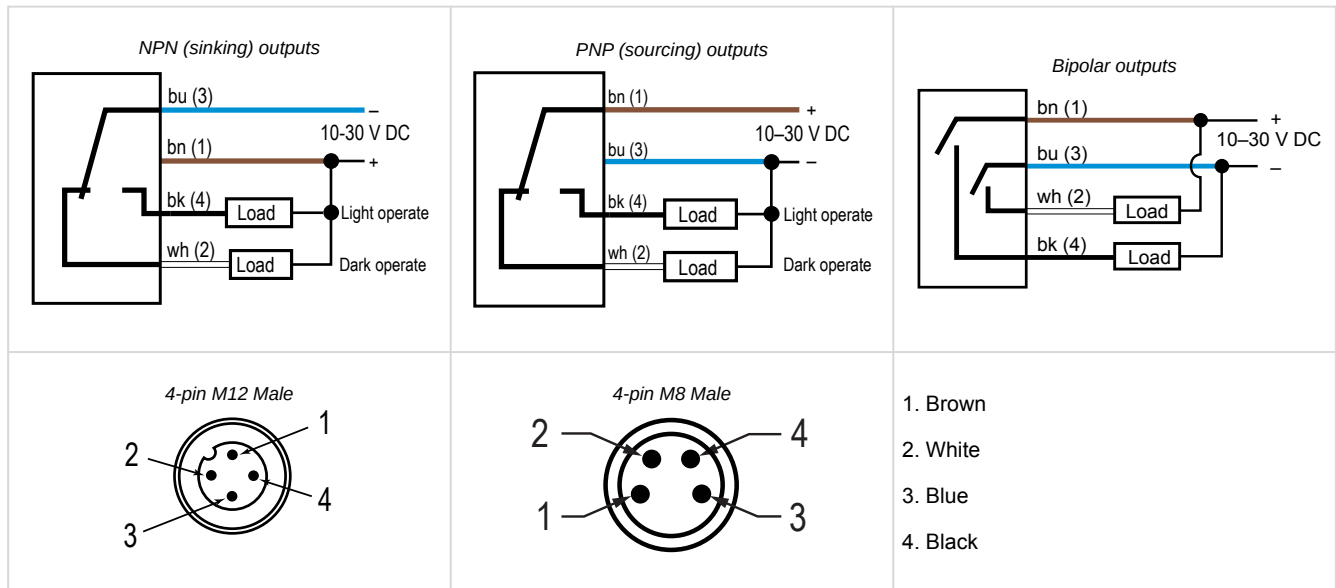 NPN (sinking) outputs
bu (3)
–
10-30 V DC
bn (1)
+
bk (4)
Load
Light operate
wh (2)
Load
Dark operate
PNP (sourcing) outputs
bn (1)
+
10–30 V DC
bu (3)
–
bk (4)
Load
Light operate
wh (2)
Load
Dark operate
Bipolar outputs
bn (1)
+
10–30 V DC
bu (3)
–
wh (2)
Load
bk (4)
Load
4-pin M12 Male
1
2
4
3
4-pin M8 Male
2
4
1
3
1. Brown
2. White
3. Blue
4. Black